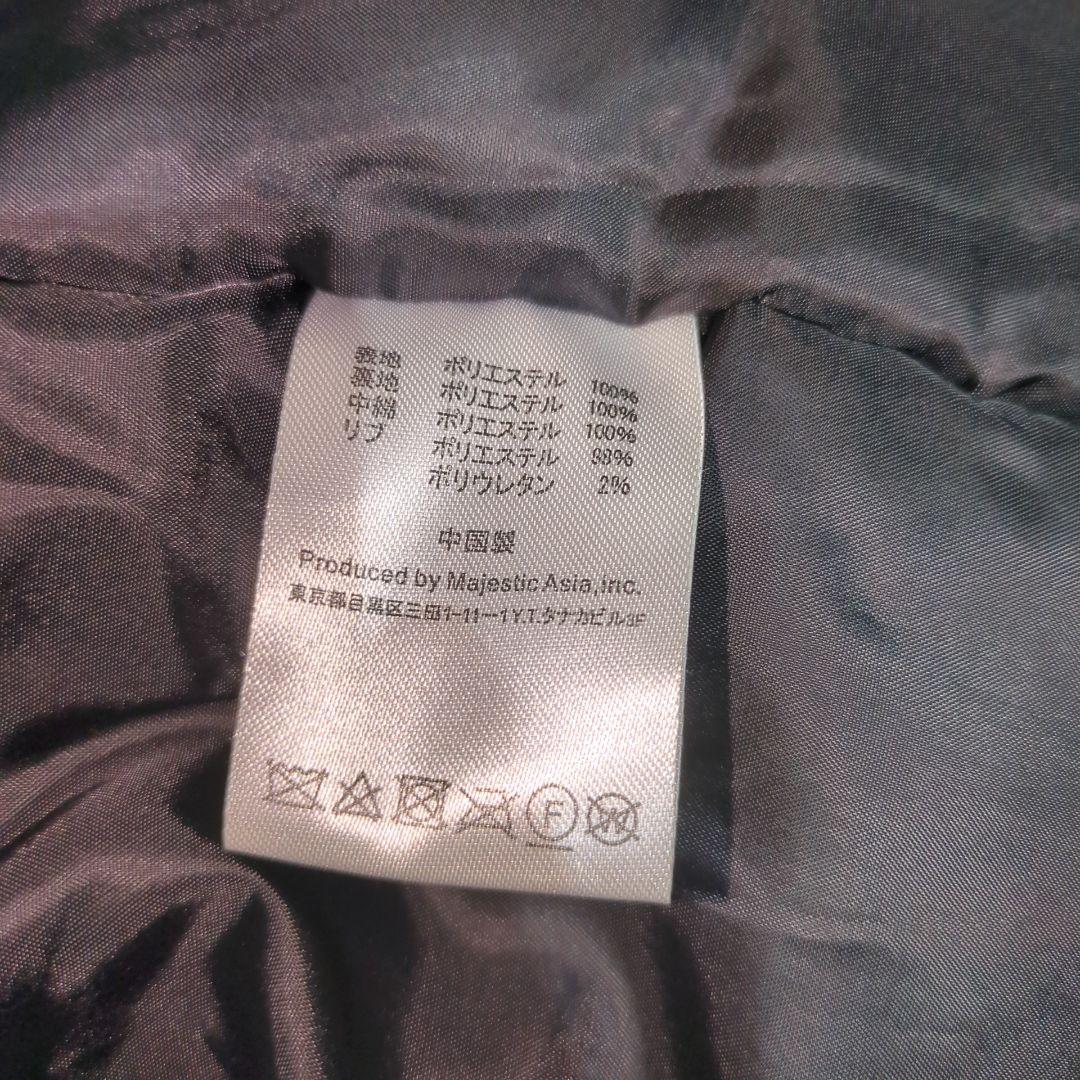 表地 ポリエステル 100%
裏地 ポリエステル 100%
中綿 ポリエステル 100%
リブ ポリエステル 98%
ポリウレタン 2%
中国製
Produced by Majestic Asia,inc.
東京都目黒区三田1-11-1 Y.T.タナカビル3F
F
W